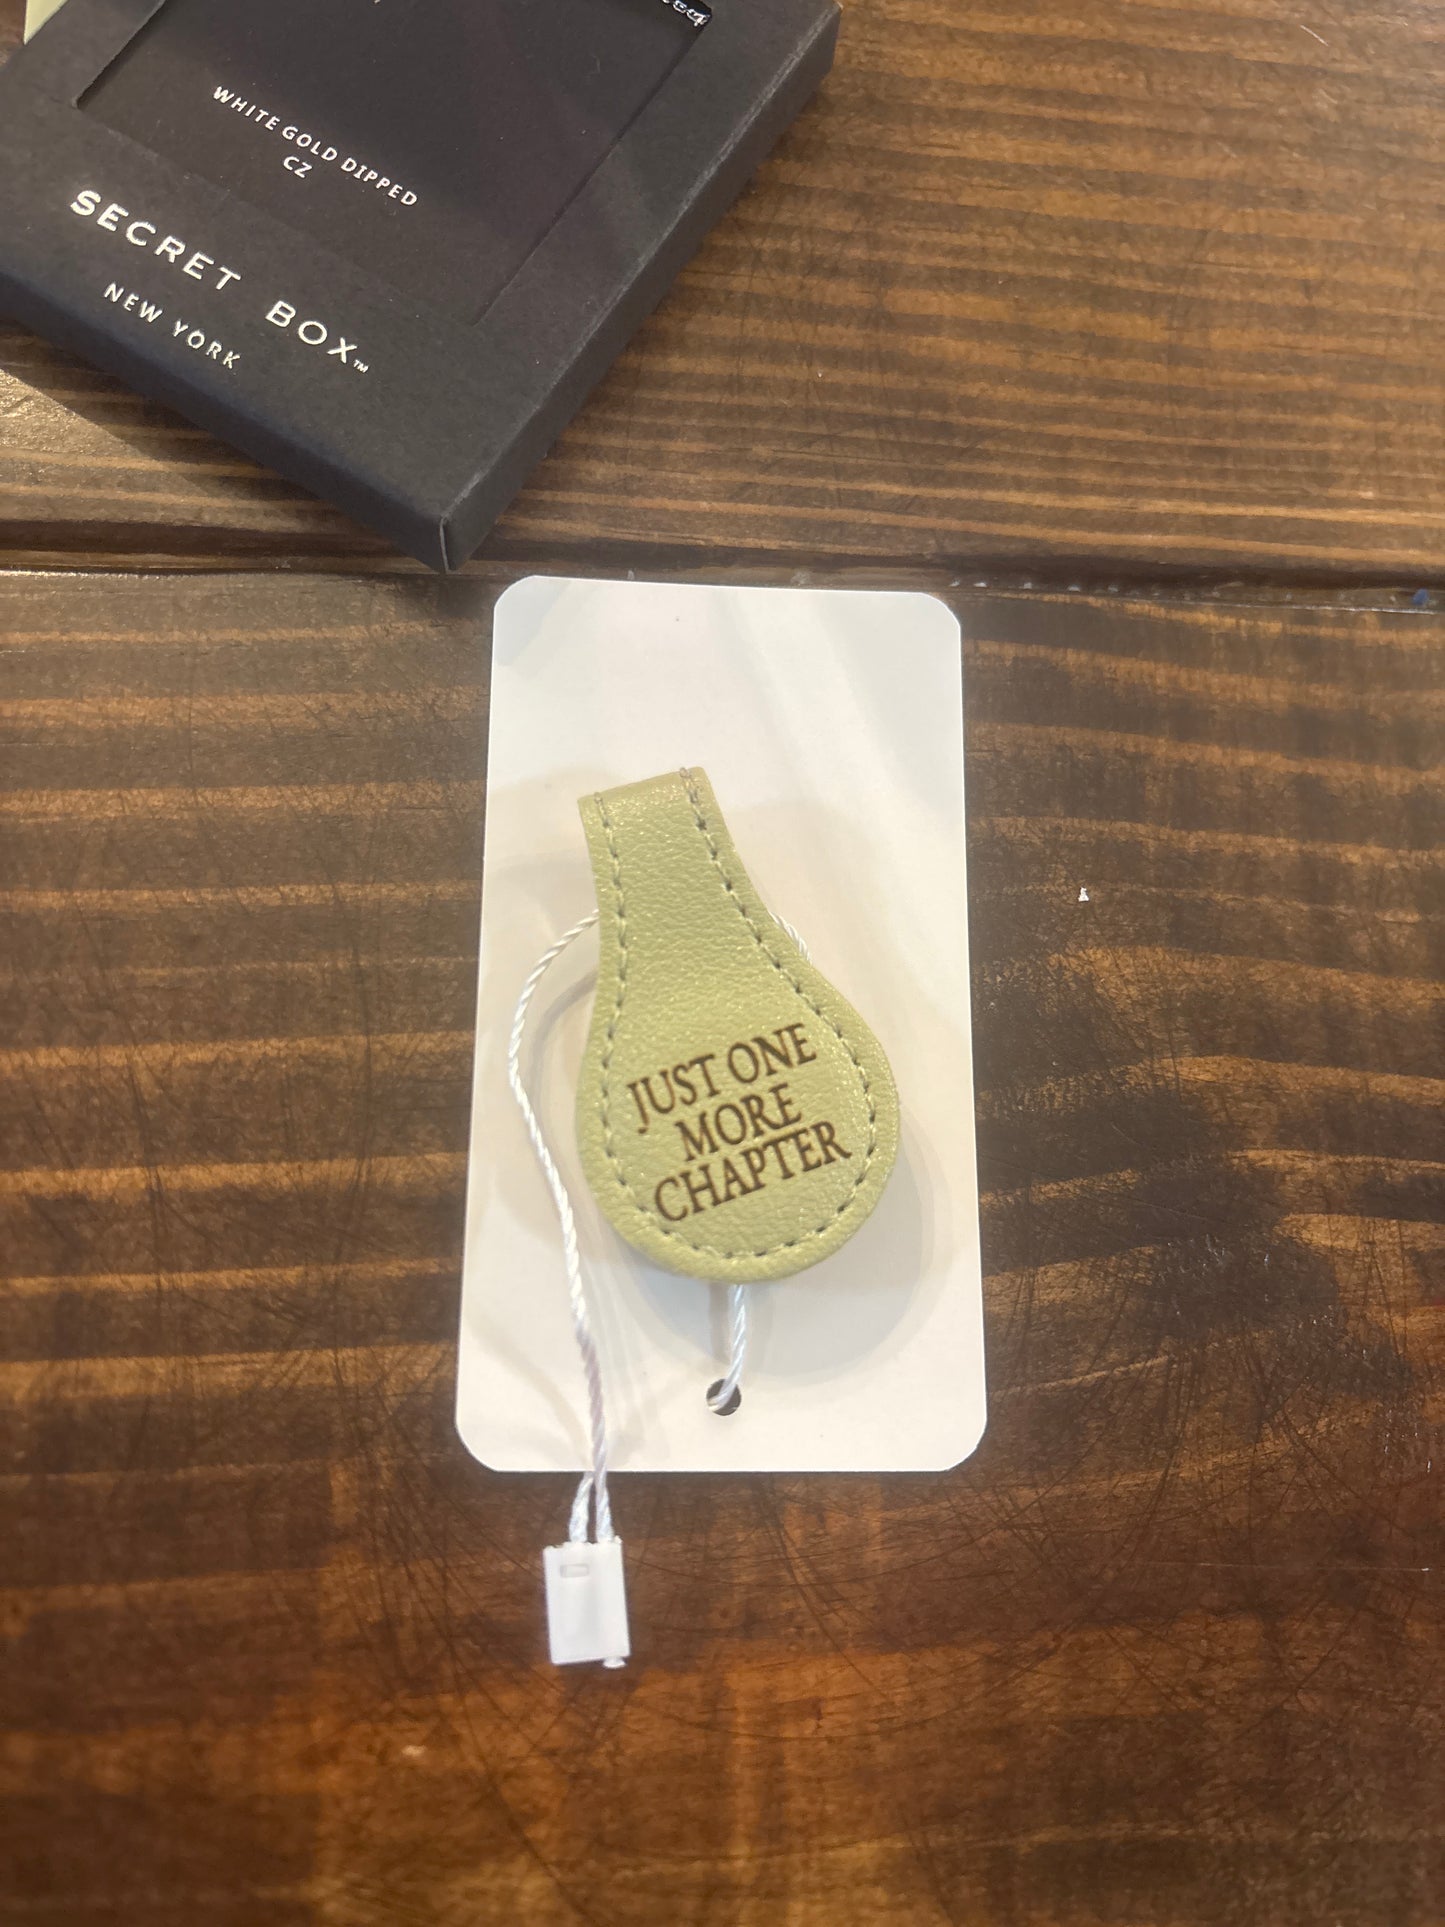 WHITE GOLD DIPPED
CZ
SECRET BOX™
NEW YORK
JUST ONE
MORE
CHAPTER